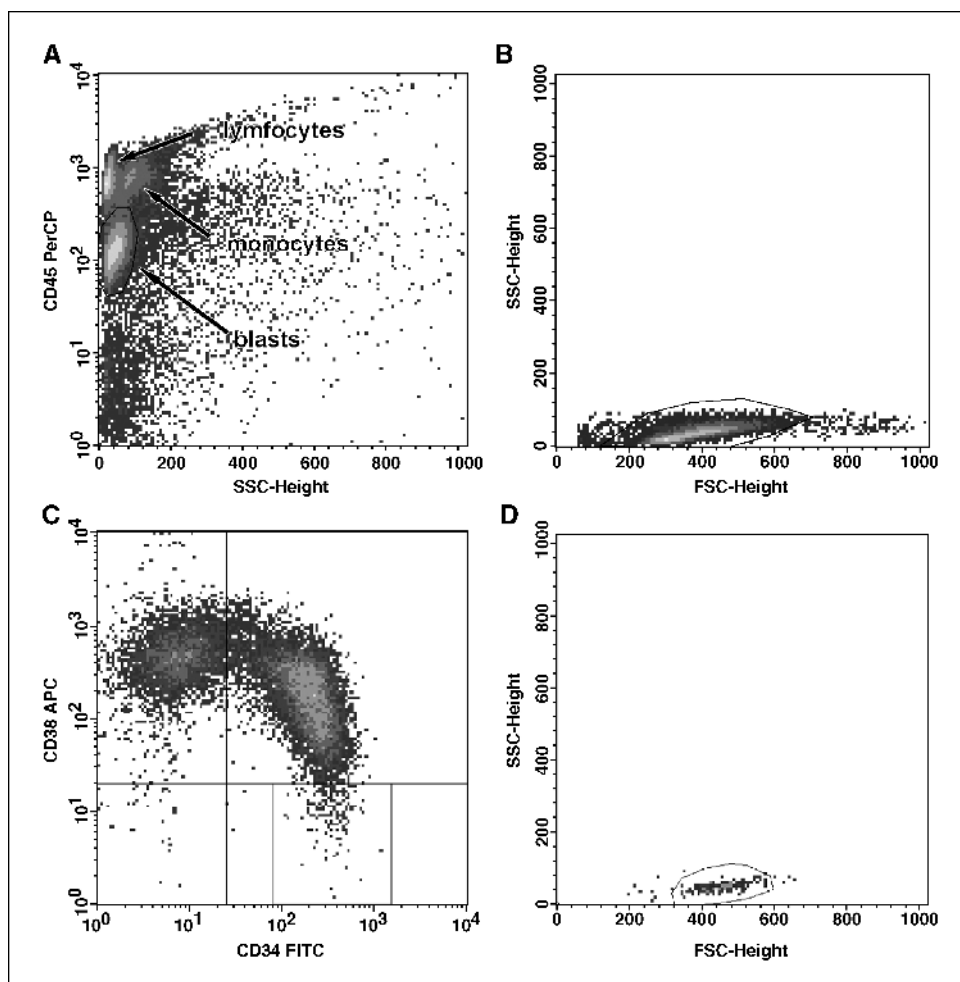 A
10^4
10^3
10^2
10^1
10^0
CD45 PerCP
lymfocytes
monocytes
blasts
0 200 400 600 800 1000
SSC-Height
B
1000
800
600
400
200
0
SSC-Height
0 200 400 600 800 1000
FSC-Height
C
10^4
10^3
10^2
10^1
10^0
CD38 APC
10^0 10^1 10^2 10^3 10^4
CD34 FITC
D
1000
800
600
400
200
0
SSC-Height
0 200 400 600 800 1000
FSC-Height